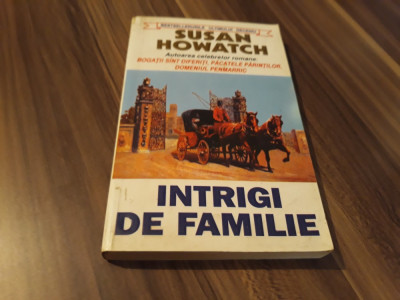 SUSAN
HOWATCH
Autoarea celebrelor romane:
BOGAȚII SÎNT DIFERIȚI, PĂCATELE PĂRINȚILOR,
DOMENIUL PENMARRIC
INTRIGI
DE FAMILIE